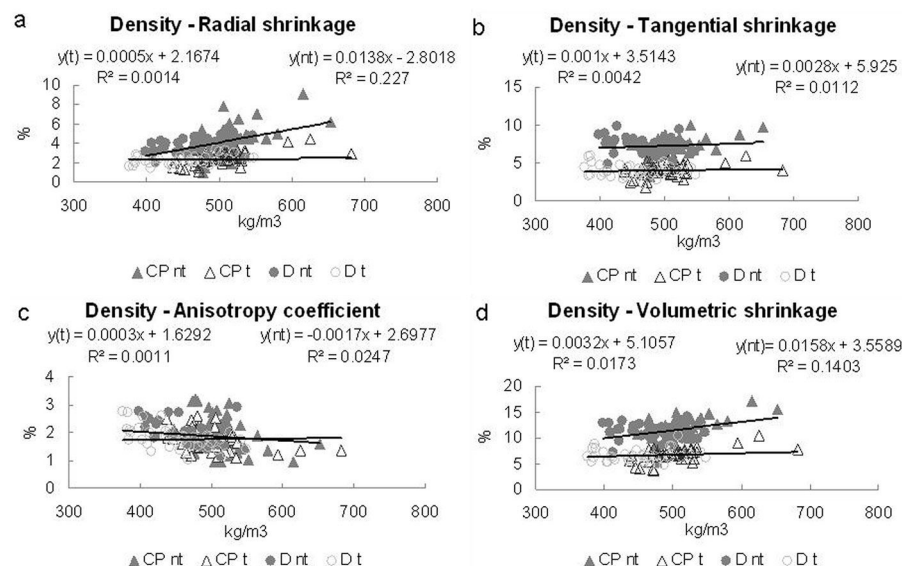 a
Density - Radial shrinkage
y(t) = 0.0005x + 2.1674
R² = 0.0014
y(nt) = 0.0138x - 2.8018
R² = 0.227
10
8
6
4
2
0
%
300 400 500 600 700 800
kg/m3
CP nt CP t D nt D t
b
Density - Tangential shrinkage
y(t) = 0.001x + 3.5143
R² = 0.0042
y(nt) = 0.0028x + 5.925
R² = 0.0112
15
10
5
0
%
300 400 500 600 700 800
kg/m3
CP nt CP t D nt D t
c
Density - Anisotropy coefficient
y(t) = 0.0003x + 1.6292
R² = 0.0011
y(nt) = -0.0017x + 2.6977
R² = 0.0247
4
3
2
1
0
%
300 400 500 600 700 800
kg/m3
CP nt CP t D nt D t
d
Density - Volumetric shrinkage
y(t) = 0.0032x + 5.1057
R² = 0.0173
y(nt)= 0.0158x + 3.5589
R² = 0.1403
20
15
10
5
0
%
300 400 500 600 700 800
kg/m3
CP nt CP t D nt D t